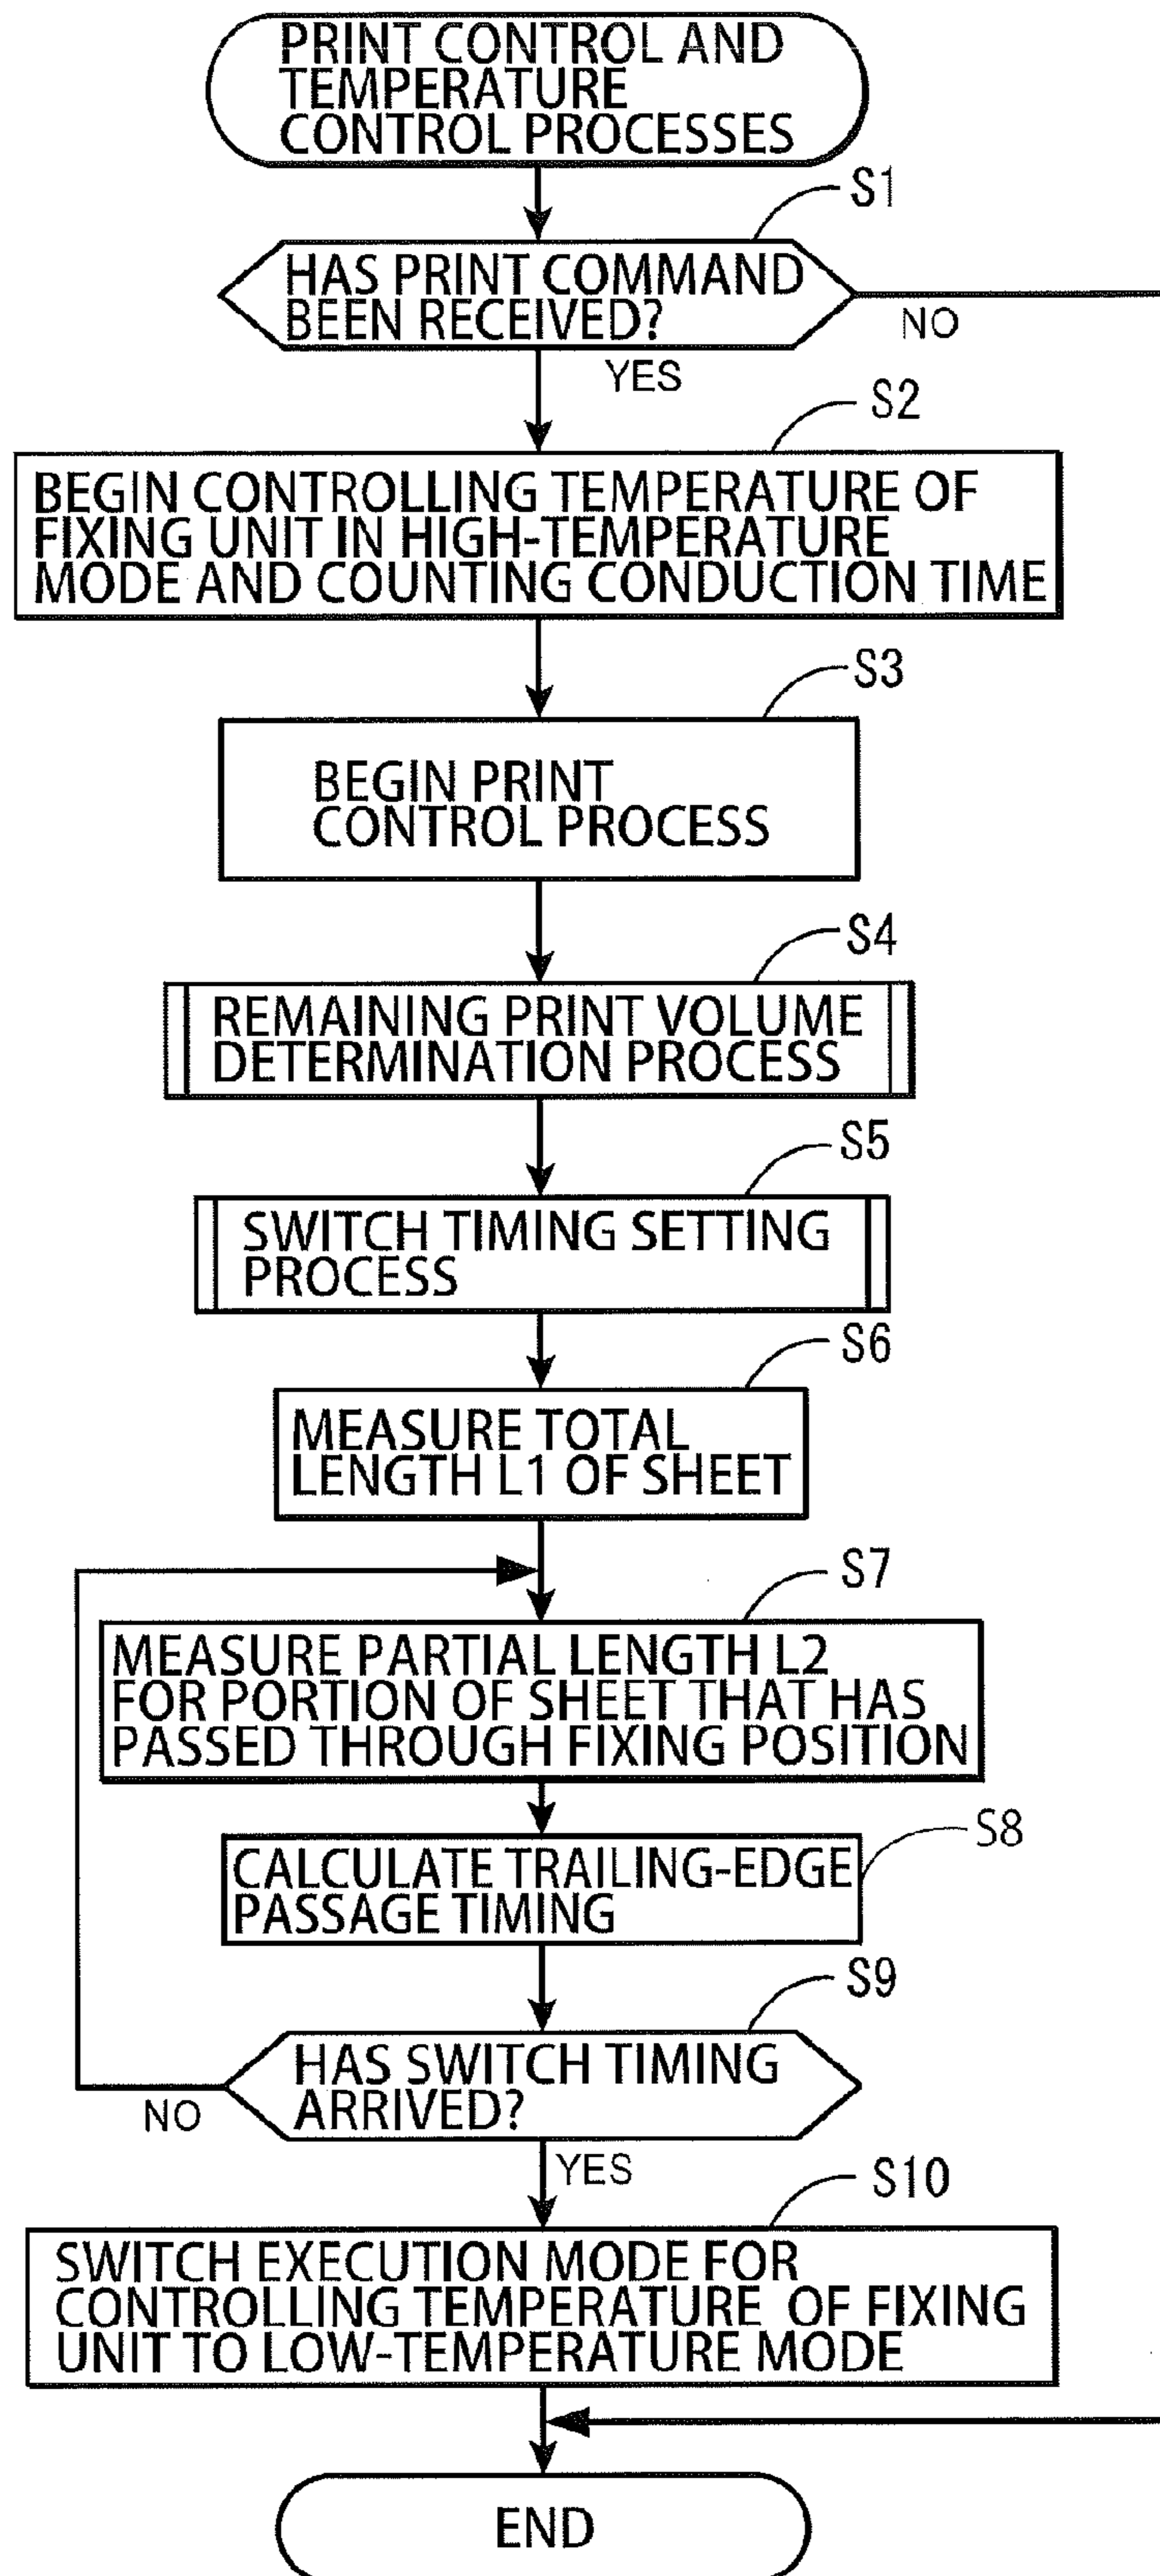 PRINT CONTROL AND
TEMPERATURE
CONTROL PROCESSES
S1
HAS PRINT COMMAND
BEEN RECEIVED?
NO
YES
S2
BEGIN CONTROLLING TEMPERATURE OF
FIXING UNIT IN HIGH-TEMPERATURE
MODE AND COUNTING CONDUCTION TIME
S3
BEGIN PRINT
CONTROL PROCESS
S4
REMAINING PRINT VOLUME
DETERMINATION PROCESS
S5
SWITCH TIMING SETTING
PROCESS
S6
MEASURE TOTAL
LENGTH L1 OF SHEET
S7
MEASURE PARTIAL LENGTH L2
FOR PORTION OF SHEET THAT HAS
PASSED THROUGH FIXING POSITION
S8
CALCULATE TRAILING-EDGE
PASSAGE TIMING
S9
HAS SWITCH TIMING
ARRIVED?
NO
YES
S10
SWITCH EXECUTION MODE FOR
CONTROLLING TEMPERATURE OF FIXING
UNIT TO LOW-TEMPERATURE MODE
END